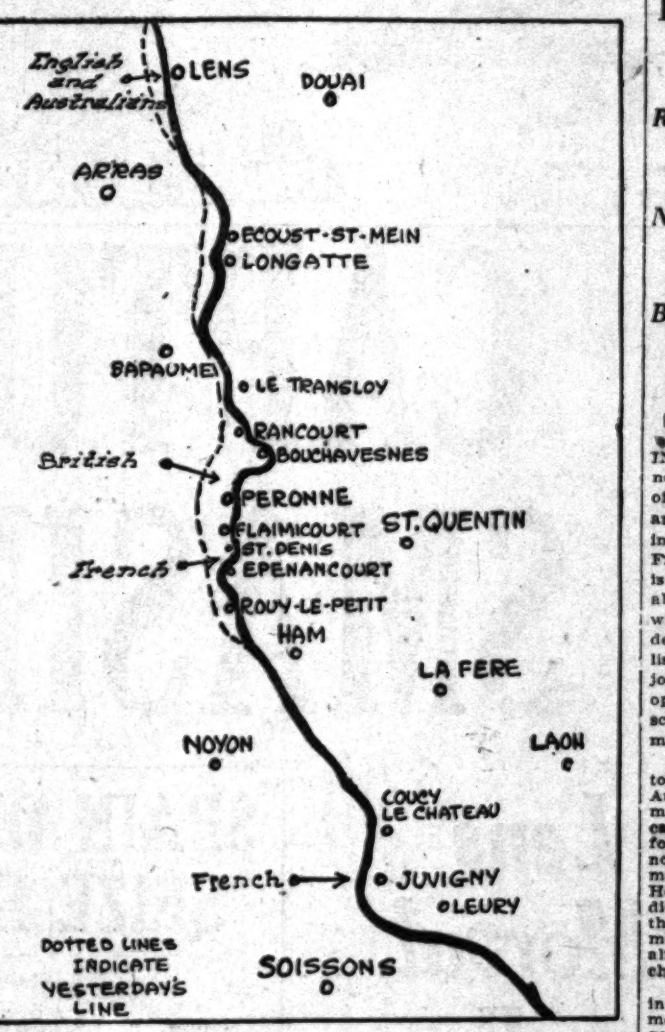 English
and
Australians
LENS
DOUAI
ARRAS
ECOUST-ST-MEIN
LONGATTE
BAPAUME
LE TRANSLOY
RANCOURT
BOUCHAVESNES
British
PERONNE
FLAIMICOURT
ST. QUENTIN
ST. DENIS
French
EPENANCOURT
ROUY-LE-PETIT
HAM
LA FERE
NOYON
LAON
COUCY
LE CHATEAU
French
JUVIGNY
LEURY
DOTTED LINES
INDICATE
YESTERDAY'S
LINE
SOISSONS